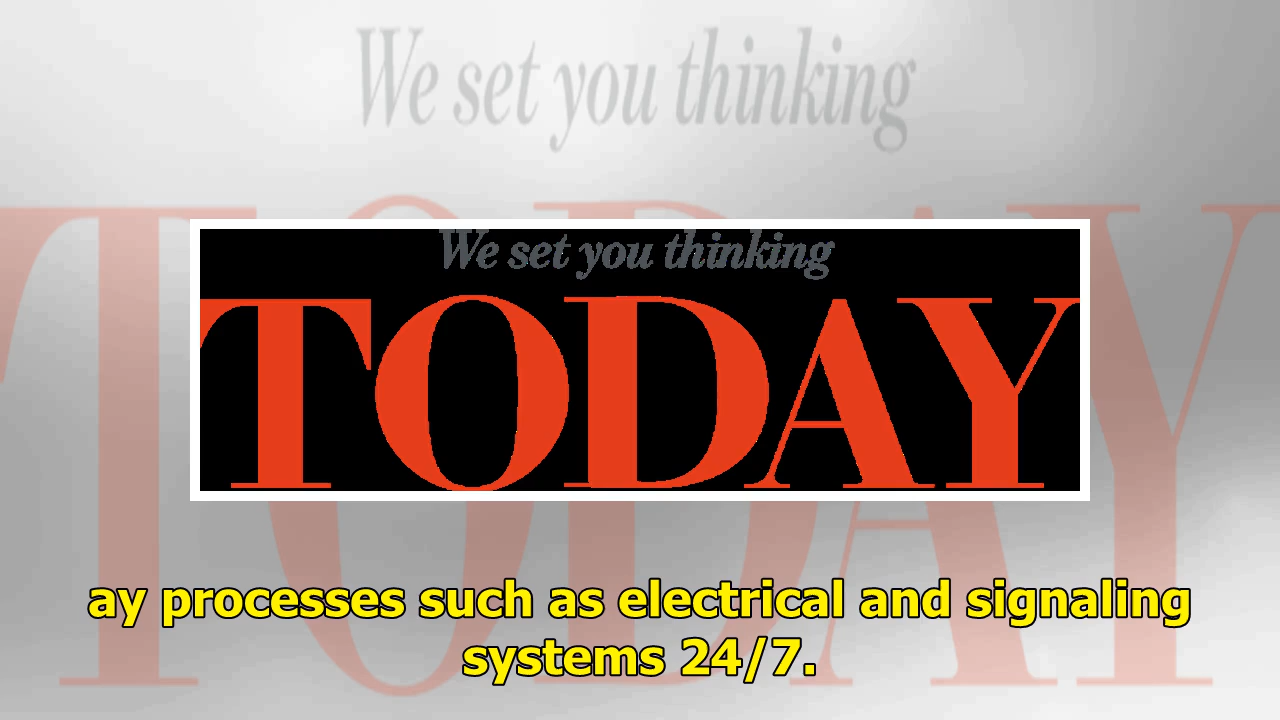 We set you thinking
We set you thinking
TODAY
ay processes such as electrical and signaling
systems 24/7.